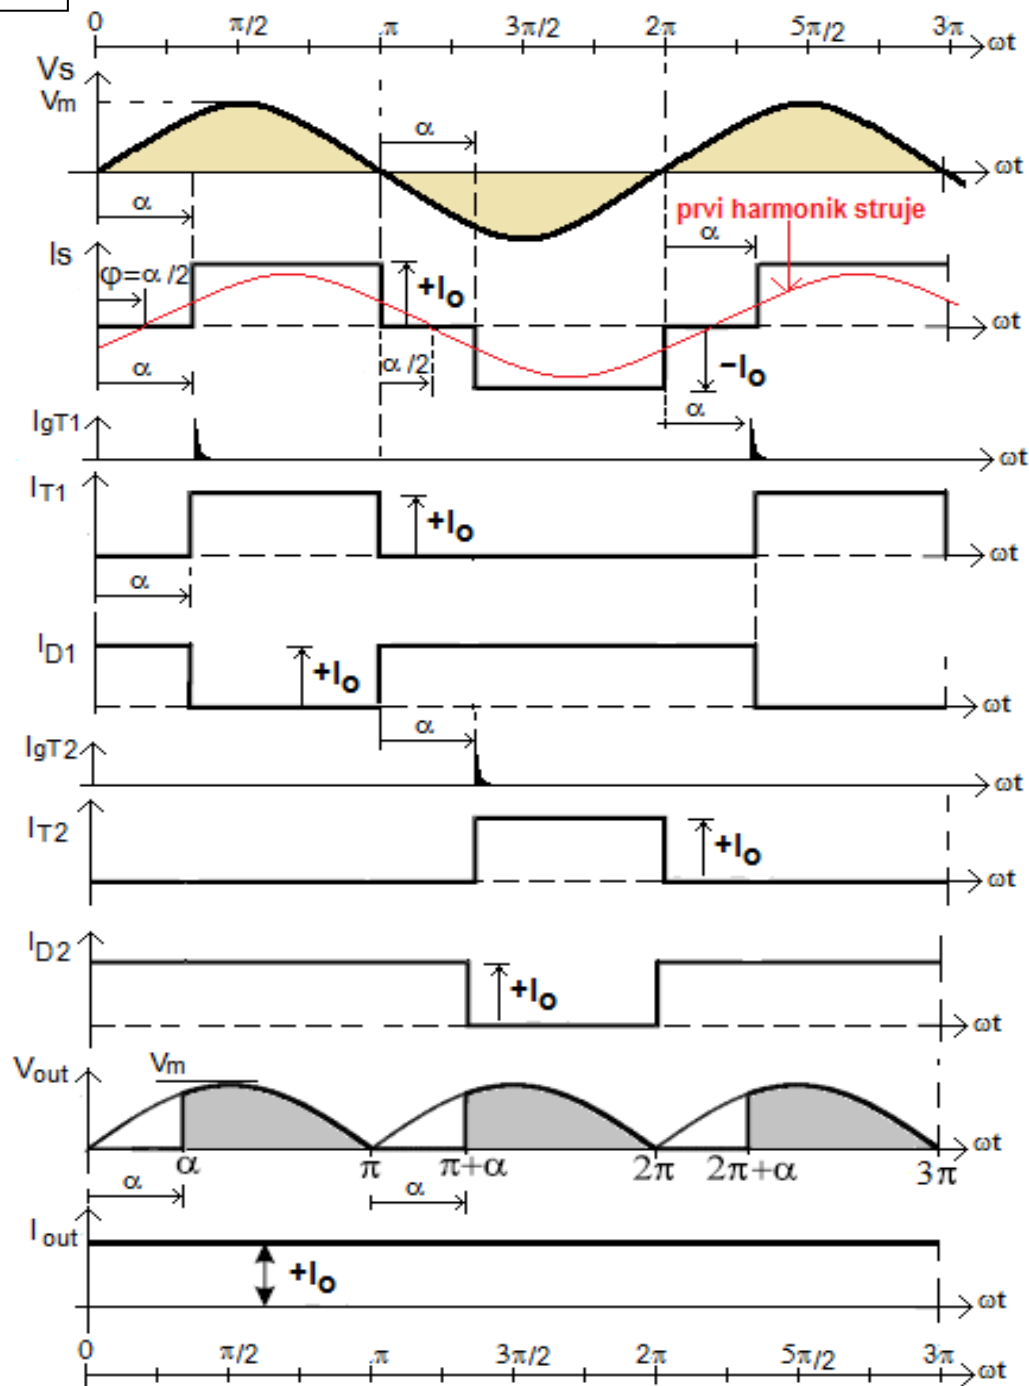 0 π/2 π 3π/2 2π 5π/2 3π ωt
Vs
Vm
α
ωt
α
prvi harmonik struje
α
Is
φ=α/2
+Io
ωt
α/2
−Io
α
α
IgT1
ωt
IT1
+Io
ωt
α
ID1
+Io
ωt
α
IgT2
ωt
IT2
+Io
ωt
ID2
+Io
ωt
Vout
Vm
ωt
α π π+α 2π 2π+α 3π
α α
Iout
+Io
ωt
0 π/2 π 3π/2 2π 5π/2 3π ωt